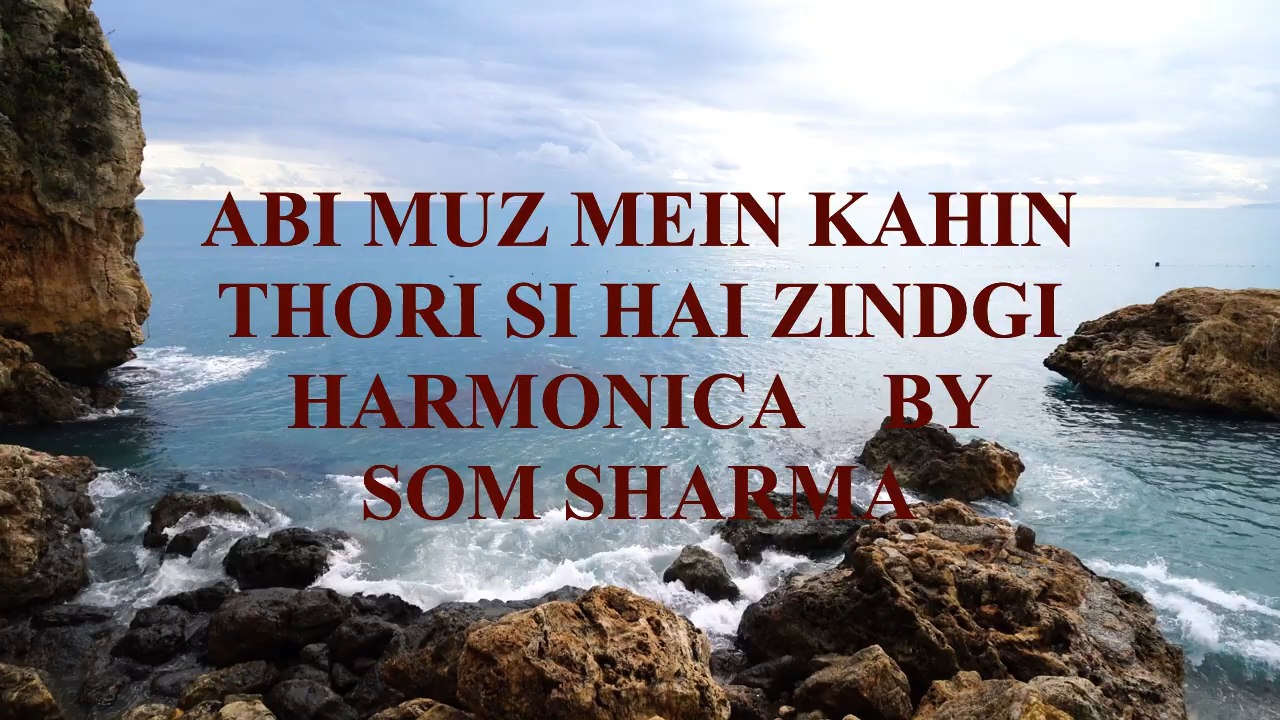 ABI MUZ MEIN KAHIN
THORI SI HAI ZINDGI
HARMONICA BY
SOM SHARMA